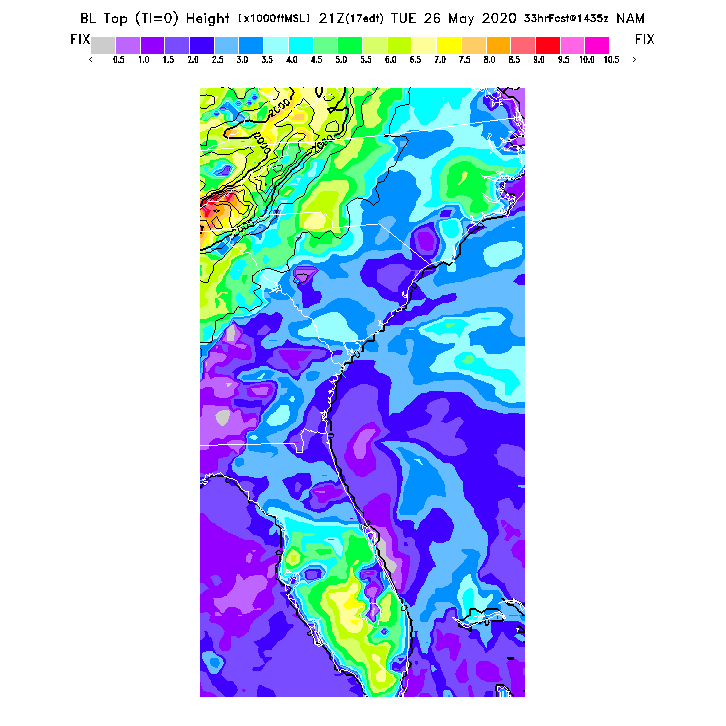 BL Top (TI=0) Height [x1000ftMSL] 21Z(17edt) TUE 26 May 2020 33hrFcst@1435z NAM
FIX FIX
< 0.5 1.0 1.5 2.0 2.5 3.0 3.5 4.0 4.5 5.0 5.5 6.0 6.5 7.0 7.5 8.0 8.5 9.0 9.5 10.0 10.5 >
2000
2000
2000